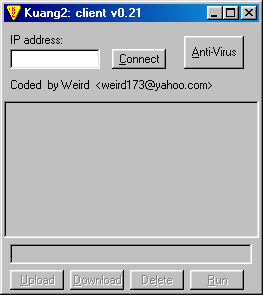 Kuang2: client v0.21
IP address:
Connect
Anti-Virus
Coded by Weird <weird173@yahoo.com>
Upload
Download
Delete
Run